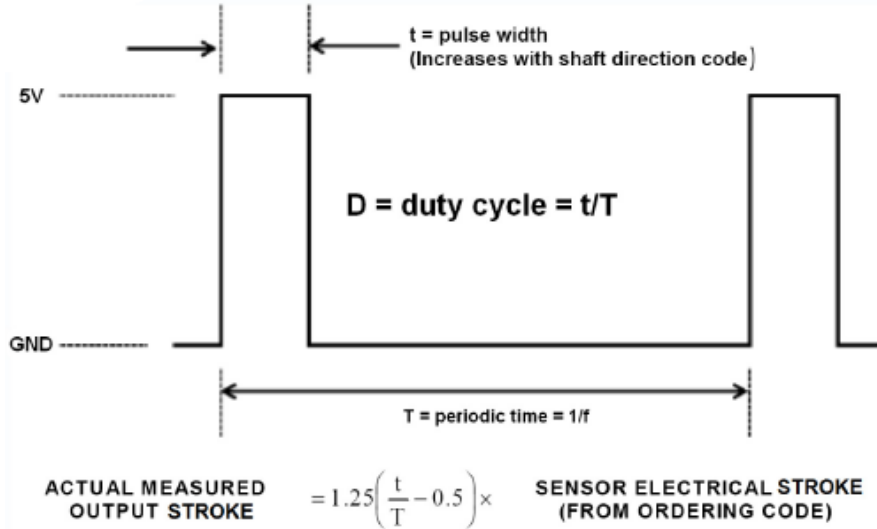 t = pulse width
(Increases with shaft direction code)
5V
D = duty cycle = t/T
GND
T = periodic time = 1/f
ACTUAL MEASURED
OUTPUT STROKE
= 1.25(t/T − 0.5) ×
SENSOR ELECTRICAL STROKE
(FROM ORDERING CODE)